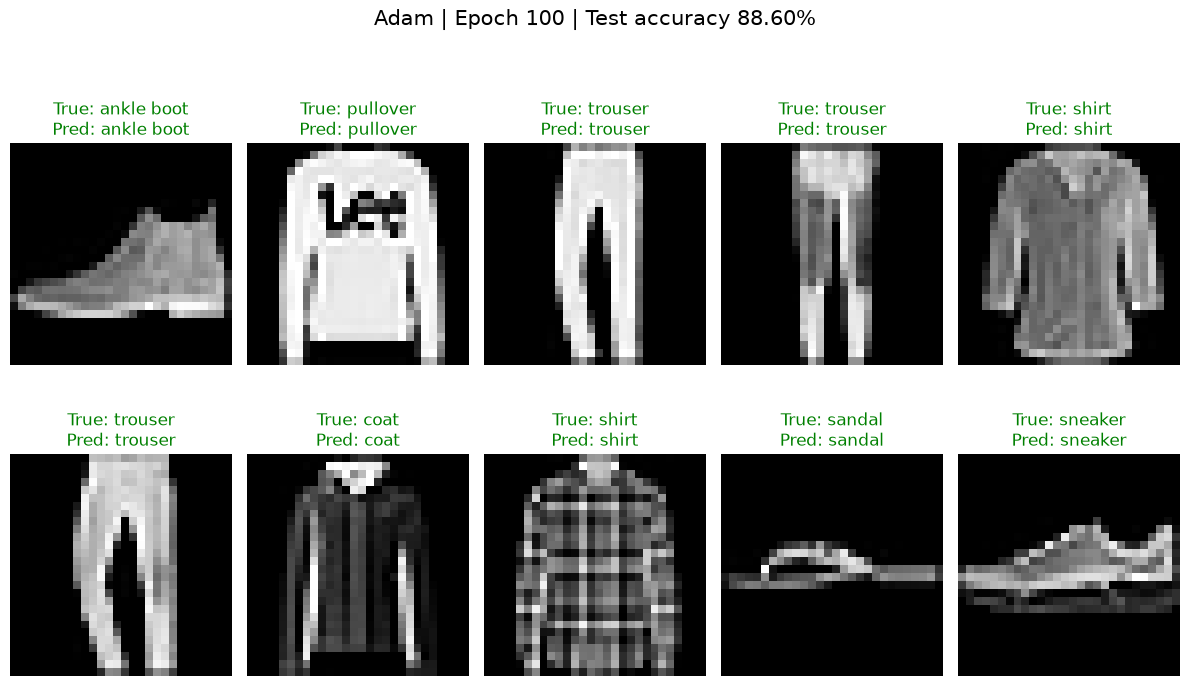 Adam | Epoch 100 | Test accuracy 88.60%
True: ankle boot
Pred: ankle boot
True: pullover
Pred: pullover
True: trouser
Pred: trouser
True: trouser
Pred: trouser
True: shirt
Pred: shirt
Lee
True: trouser
Pred: trouser
True: coat
Pred: coat
True: shirt
Pred: shirt
True: sandal
Pred: sandal
True: sneaker
Pred: sneaker